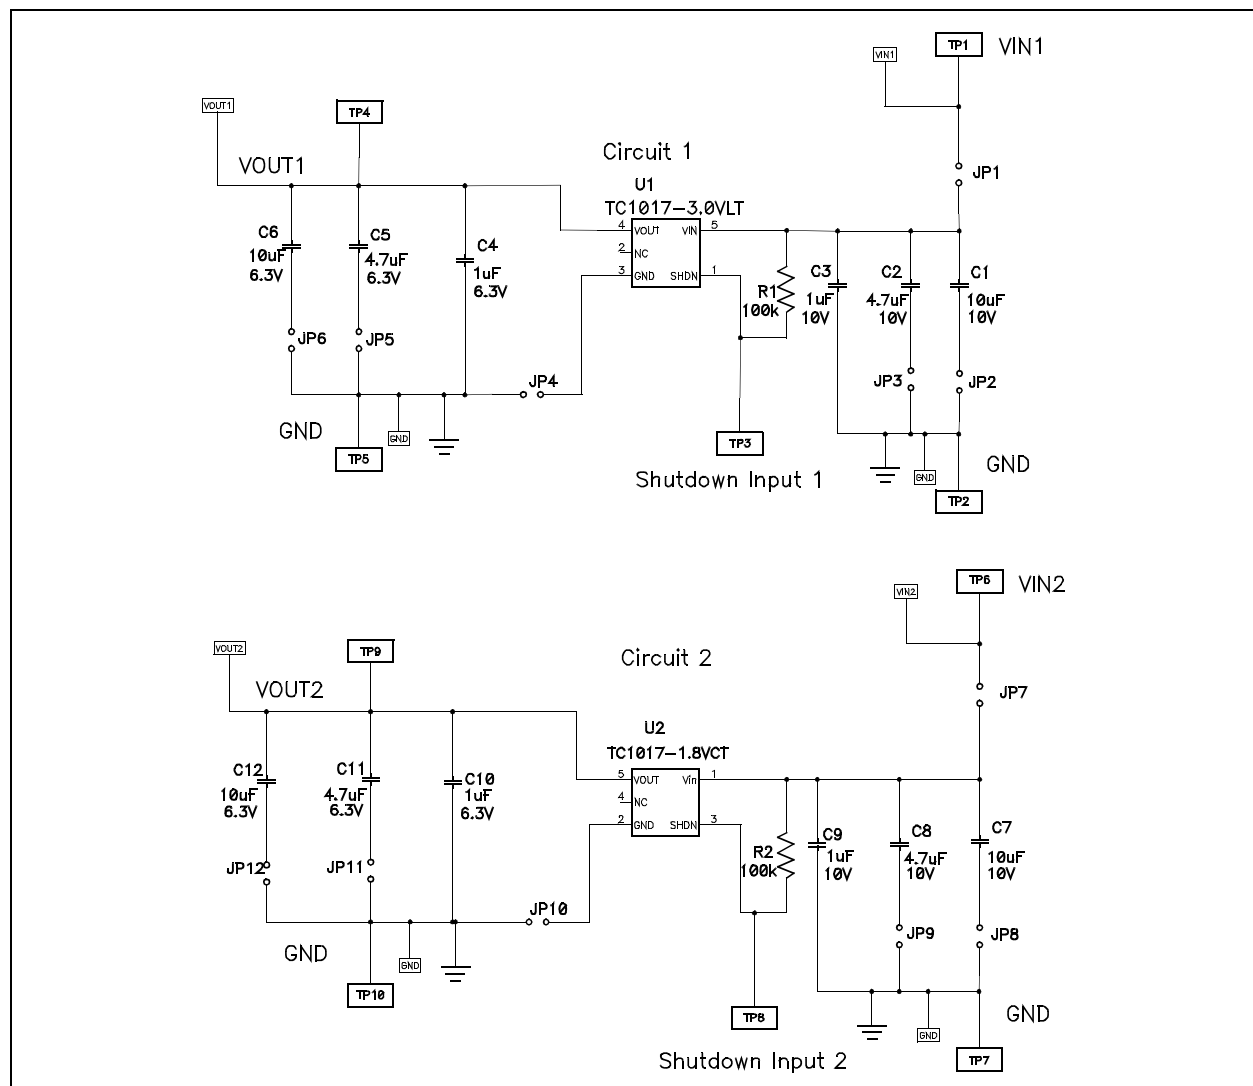 TP1 VIN1
VIN1
VOUT1
TP4
Circuit 1
VOUT1
JP1
U1
TC1017-3.0VLT
4 VOUT VIN 5
2 NC
3 GND SHDN 1
C6
10uF
6.3V
C5
4.7uF
6.3V
C4
1uF
6.3V
R1
100k
C3
1uF
10V
C2
4.7uF
10V
C1
10uF
10V
JP6
JP5
JP4
JP3
JP2
GND
GND
TP5
TP3
Shutdown Input 1
GND
GND
TP2
TP6 VIN2
VIN2
VOUT2
TP9
Circuit 2
VOUT2
JP7
U2
TC1017-1.8VCT
5 VOUT Vin 1
4 NC
2 GND SHDN 3
C12
10uF
6.3V
C11
4.7uF
6.3V
C10
1uF
6.3V
R2
100k
C9
1uF
10V
C8
4.7uF
10V
C7
10uF
10V
JP12
JP11
JP10
JP9
JP8
GND
GND
TP10
TP8
Shutdown Input 2
GND
GND
TP7